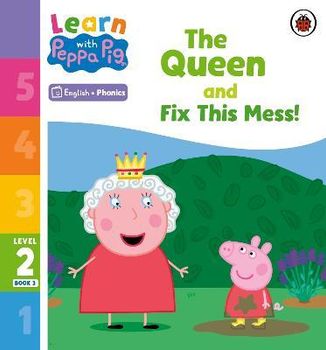 Learn
with
Peppa Pig
English • Phonics
The
Queen
and
Fix This Mess!
5
4
3
LEVEL
2
BOOK 3
1